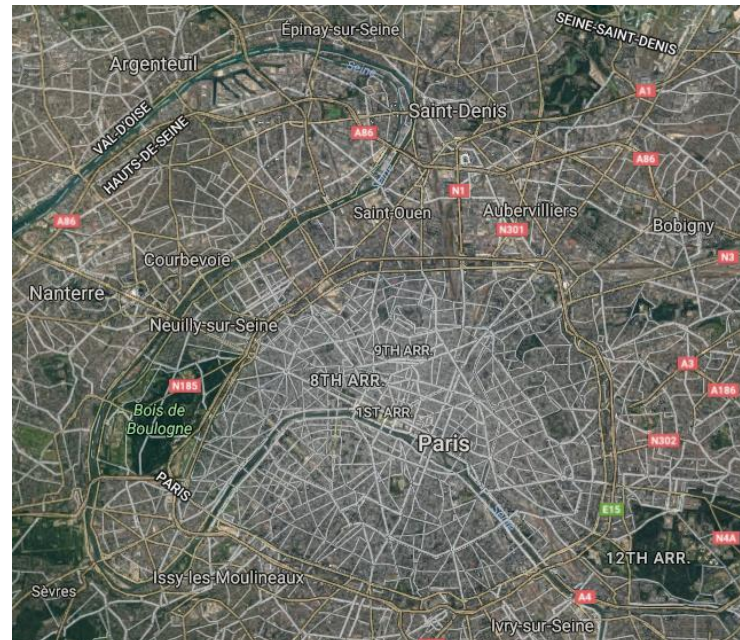 SEINE-SAINT-DENIS
Épinay-sur-Seine
Argenteuil
Seine
A1
Saint-Denis
VAL-D'OISE
A86
HAUTS-DE-SEINE
A86
Seine
N1
Saint-Ouen
Aubervilliers
A86
N301
Bobigny
Courbevoie
N3
Nanterre
Neuilly-sur-Seine
9TH ARR.
A3
8TH ARR.
N185
A186
Bois de
Boulogne
1ST ARR.
Paris
N302
PARIS
E15
Seine
N4A
12TH ARR.
Issy-les-Moulineaux
Sèvres
A4
Ivry-sur-Seine